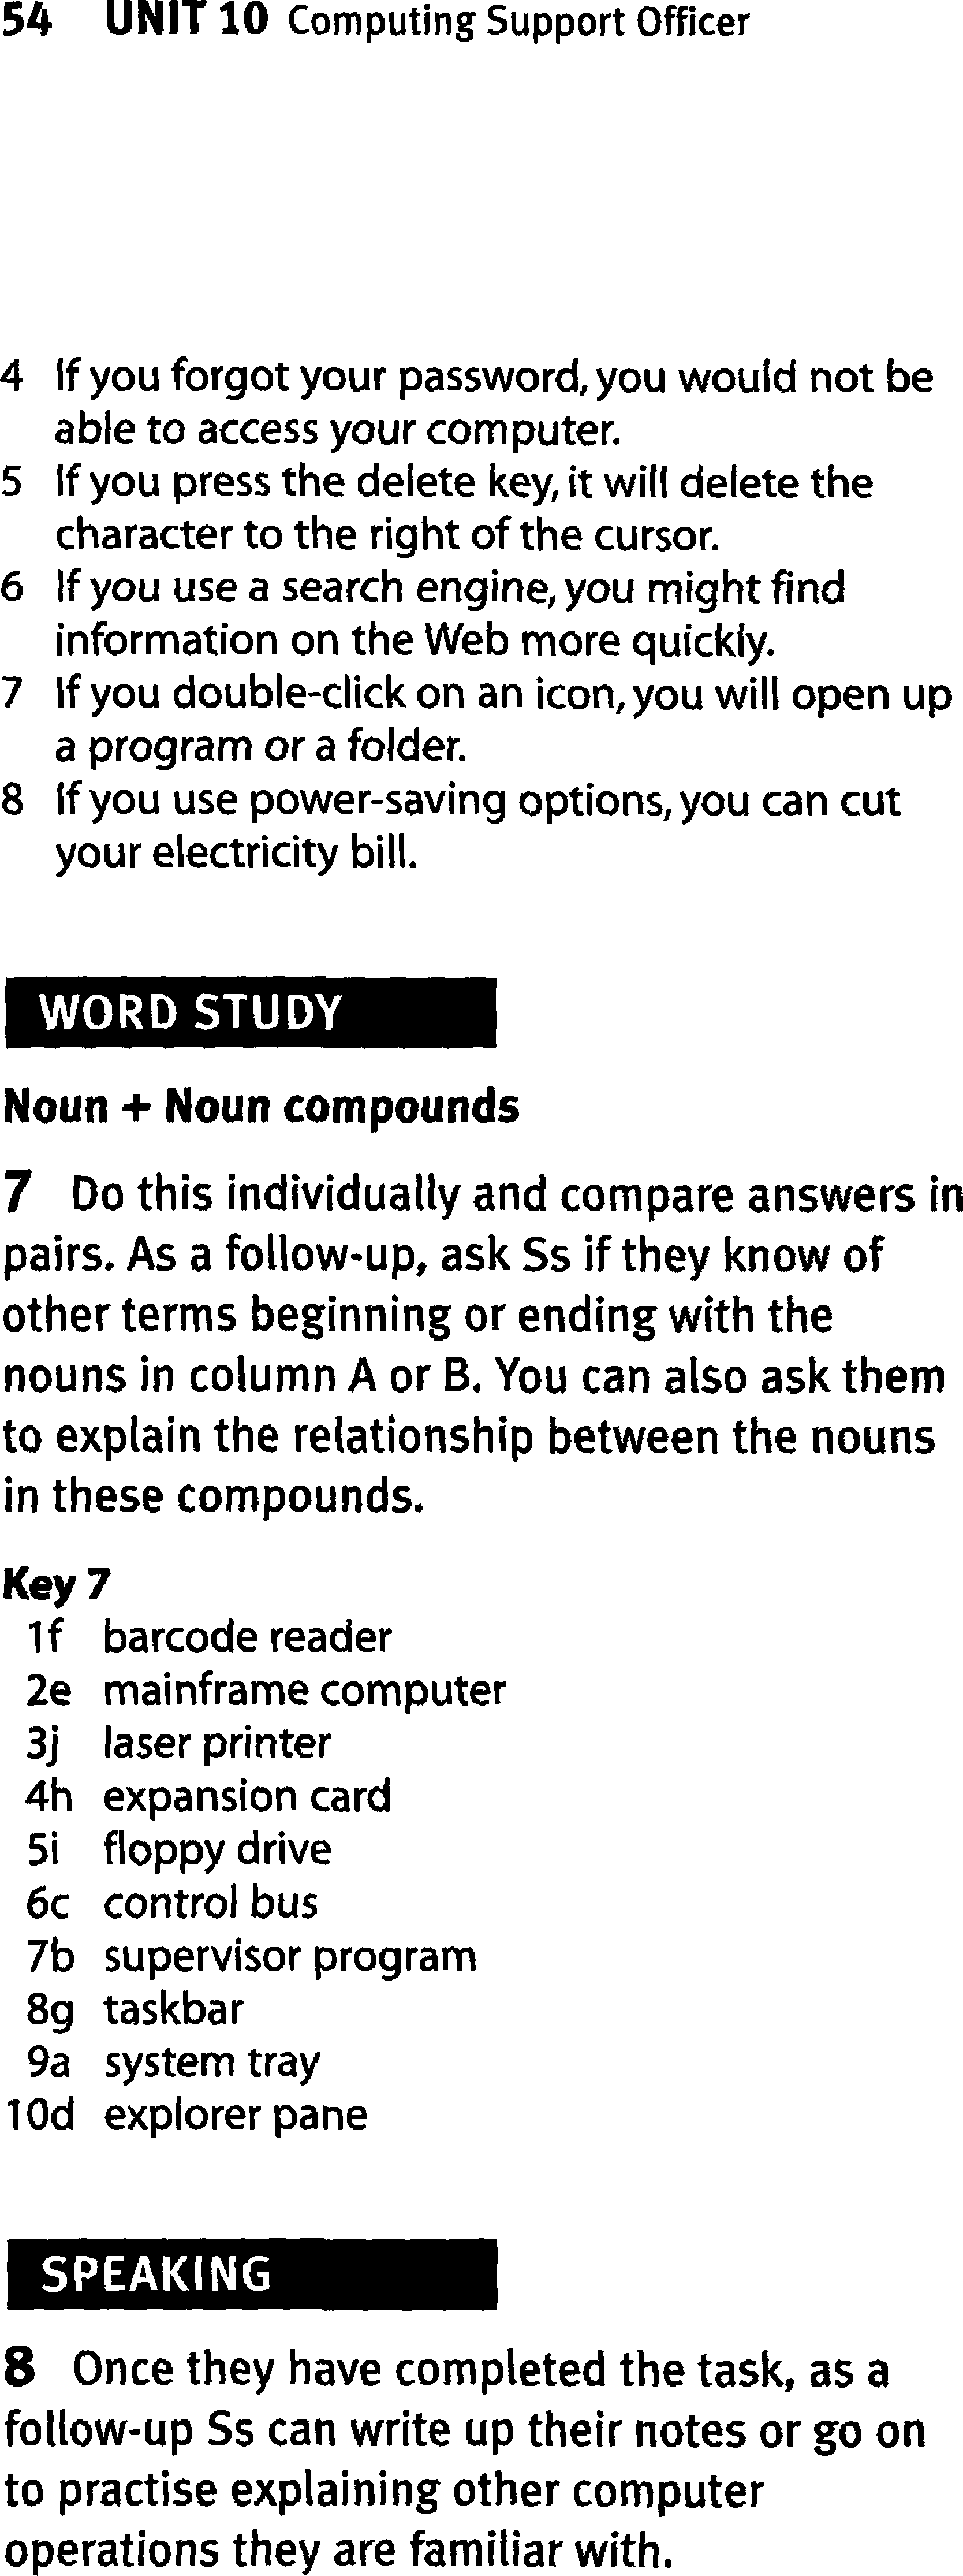 54 UNIT 10 Computing Support Officer
4 If you forgot your password, you would not be
able to access your computer.
5 If you press the delete key, it will delete the
character to the right of the cursor.
6 If you use a search engine, you might find
information on the Web more quickly.
7 If you double-click on an icon, you will open up
a program or a folder.
8 If you use power-saving options, you can cut
your electricity bill.
WORD STUDY
Noun + Noun compounds
7 Do this individually and compare answers in
pairs. As a follow-up, ask Ss if they know of
other terms beginning or ending with the
nouns in column A or B. You can also ask them
to explain the relationship between the nouns
in these compounds.
Key 7
1f barcode reader
2e mainframe computer
3j laser printer
4h expansion card
5i floppy drive
6c control bus
7b supervisor program
8g taskbar
9a system tray
10d explorer pane
SPEAKING
8 Once they have completed the task, as a
follow-up Ss can write up their notes or go on
to practise explaining other computer
operations they are familiar with.